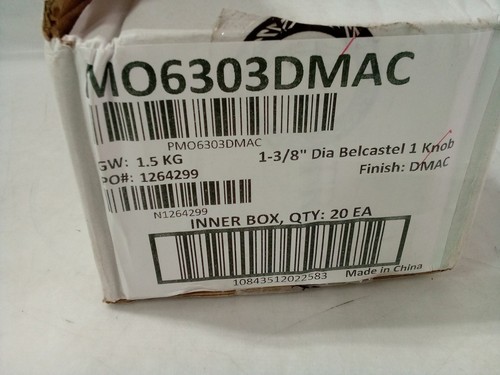 MO6303DMAC
PMO6303DMAC
GW: 1.5 KG
1-3/8" Dia Belcastel 1 Knob
PO#: 1264299
Finish: DMAC
N1264299
INNER BOX, QTY: 20 EA
10843512022583
Made in China